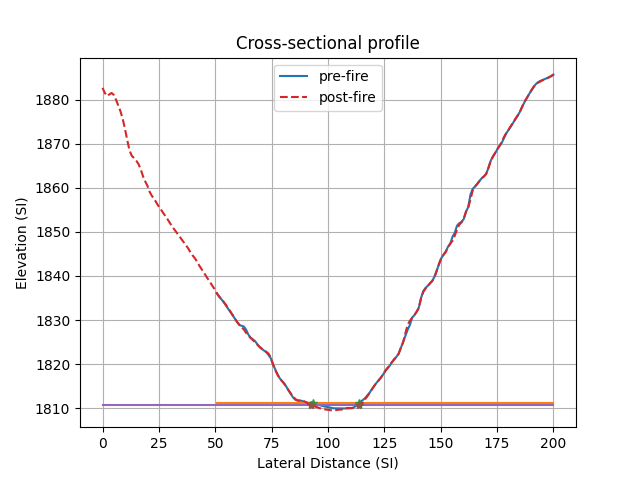 Cross-sectional profile
pre-fire
post-fire
Elevation (SI)
1880
1870
1860
1850
1840
1830
1820
1810
0 25 50 75 100 125 150 175 200
Lateral Distance (SI)